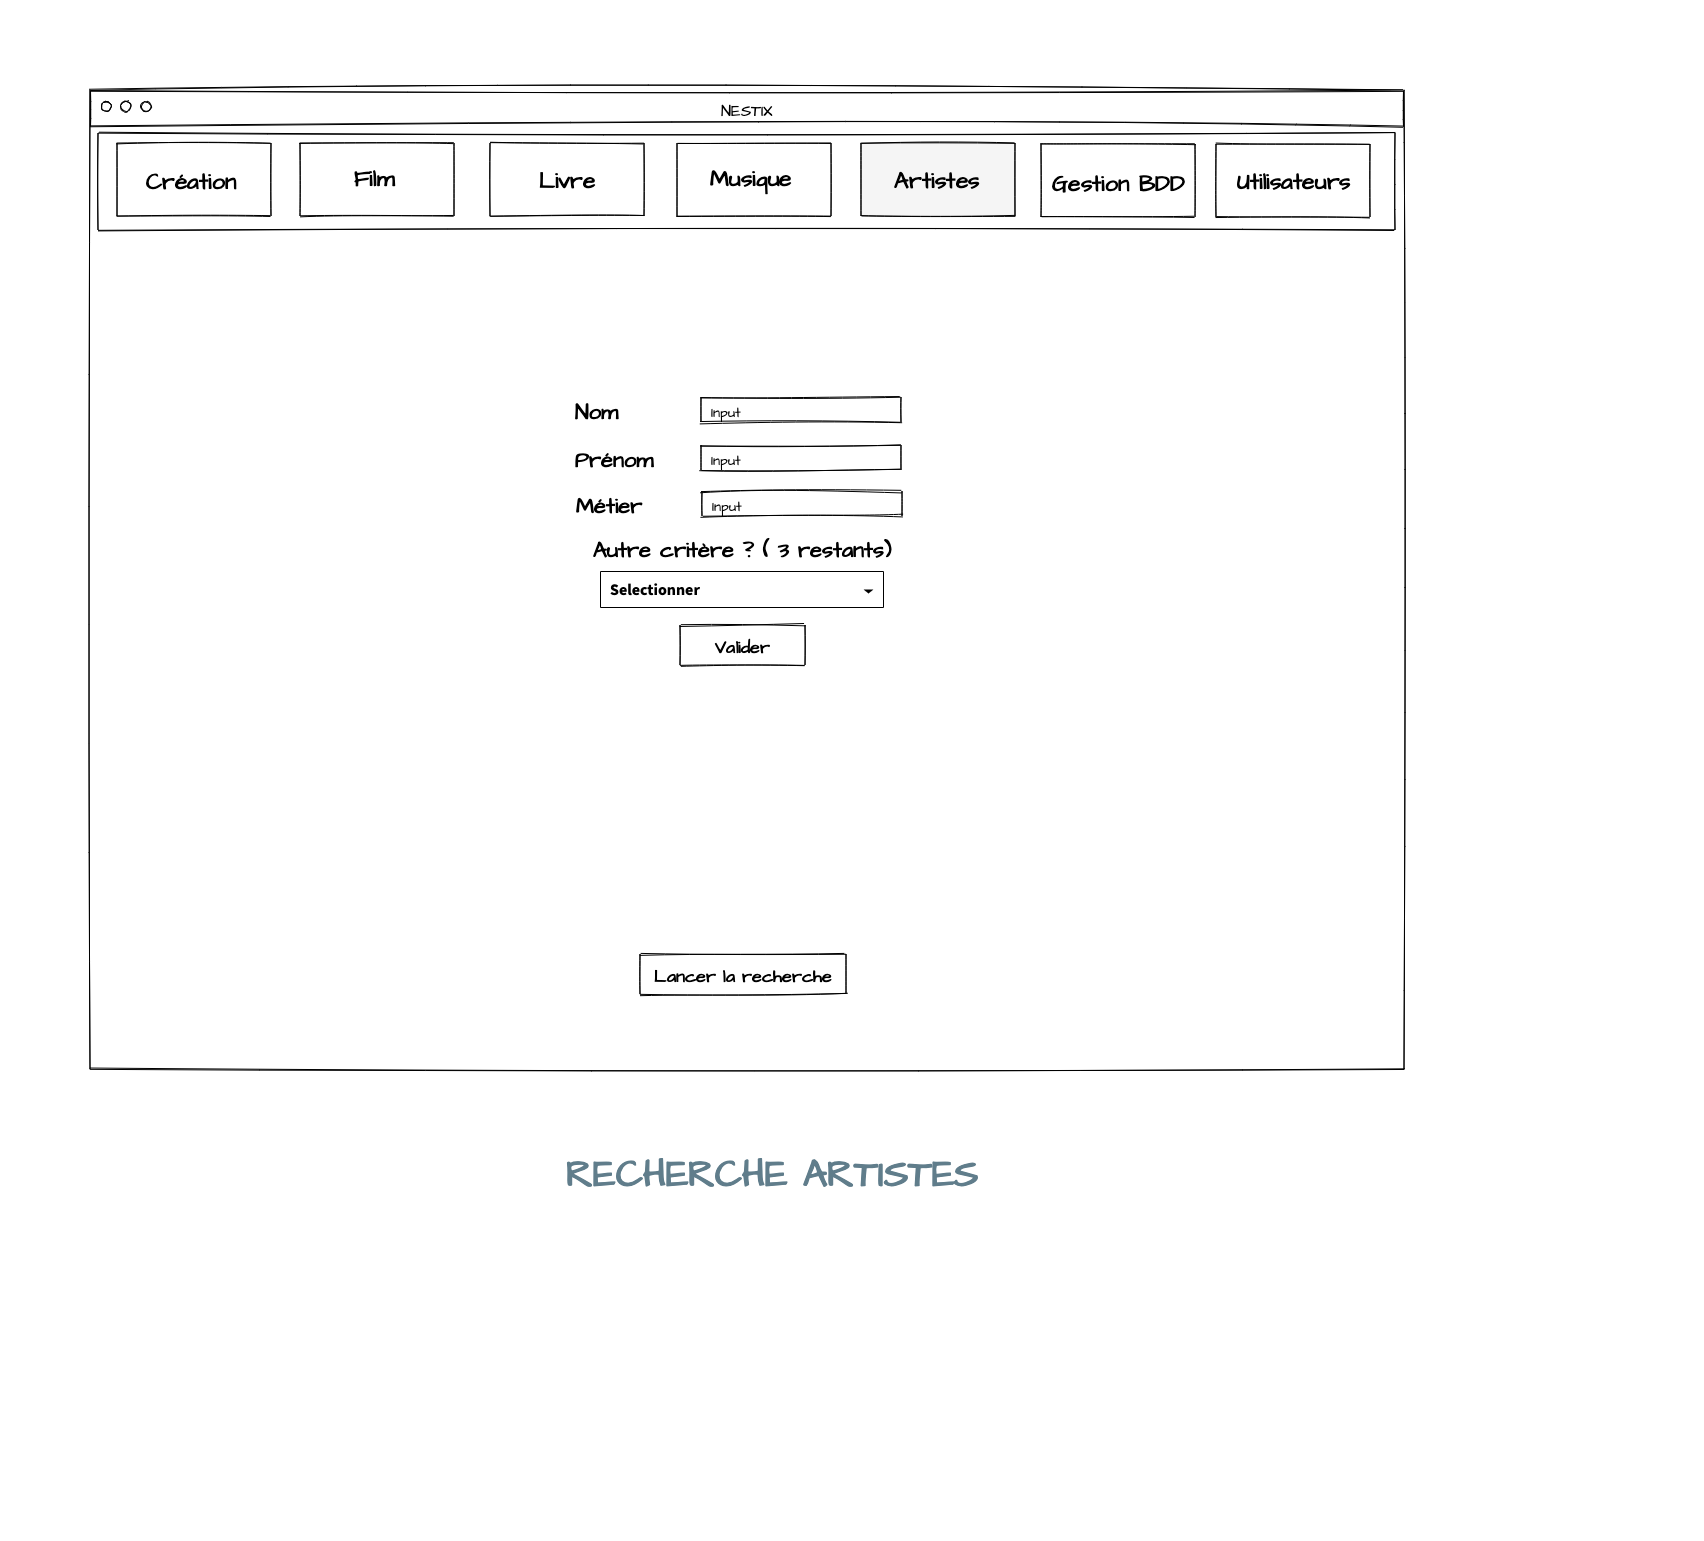 NESTIX
Création Film Livre Musique Artistes Gestion BDD Utilisateurs
Nom Input
Prénom Input
Métier Input
Autre critère ? ( 3 restants)
Selectionner
Valider
Lancer la recherche
RECHERCHE ARTISTES